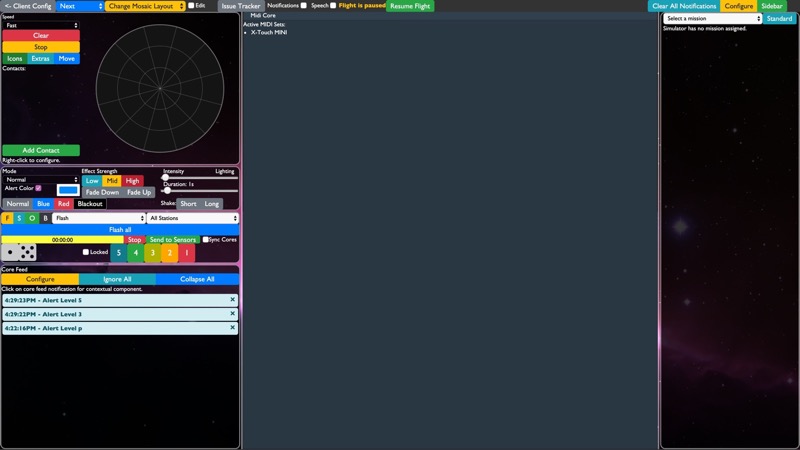 <- Client Config Next Change Mosaic Layout Edit Issue Tracker Notifications Speech Flight is paused Resume Flight Clear All Notifications Configure Sidebar
Speed
Fast
Clear
Stop
Icons Extras Move
Contacts:
Add Contact
Right-click to configure.
Mode Effect Strength Intensity Lighting
Normal Low Mid High
Duration: 1s
Alert Color Fade Down Fade Up
Normal Blue Red Blackout Shake: Short Long
F S O B Flash All Stations
Flash all
00:00:00 Stop Send to Sensors Sync Cores
Locked 5 4 3 2 1
Core Feed
Configure Ignore All Collapse All
Click on core feed notification for contextual component.
4:29:23PM - Alert Level 5 ×
4:29:22PM - Alert Level 3 ×
4:22:16PM - Alert Level p ×
Midi Core
Active MIDI Sets:
• X-Touch MINI
Select a mission Standard
Simulator has no mission assigned.